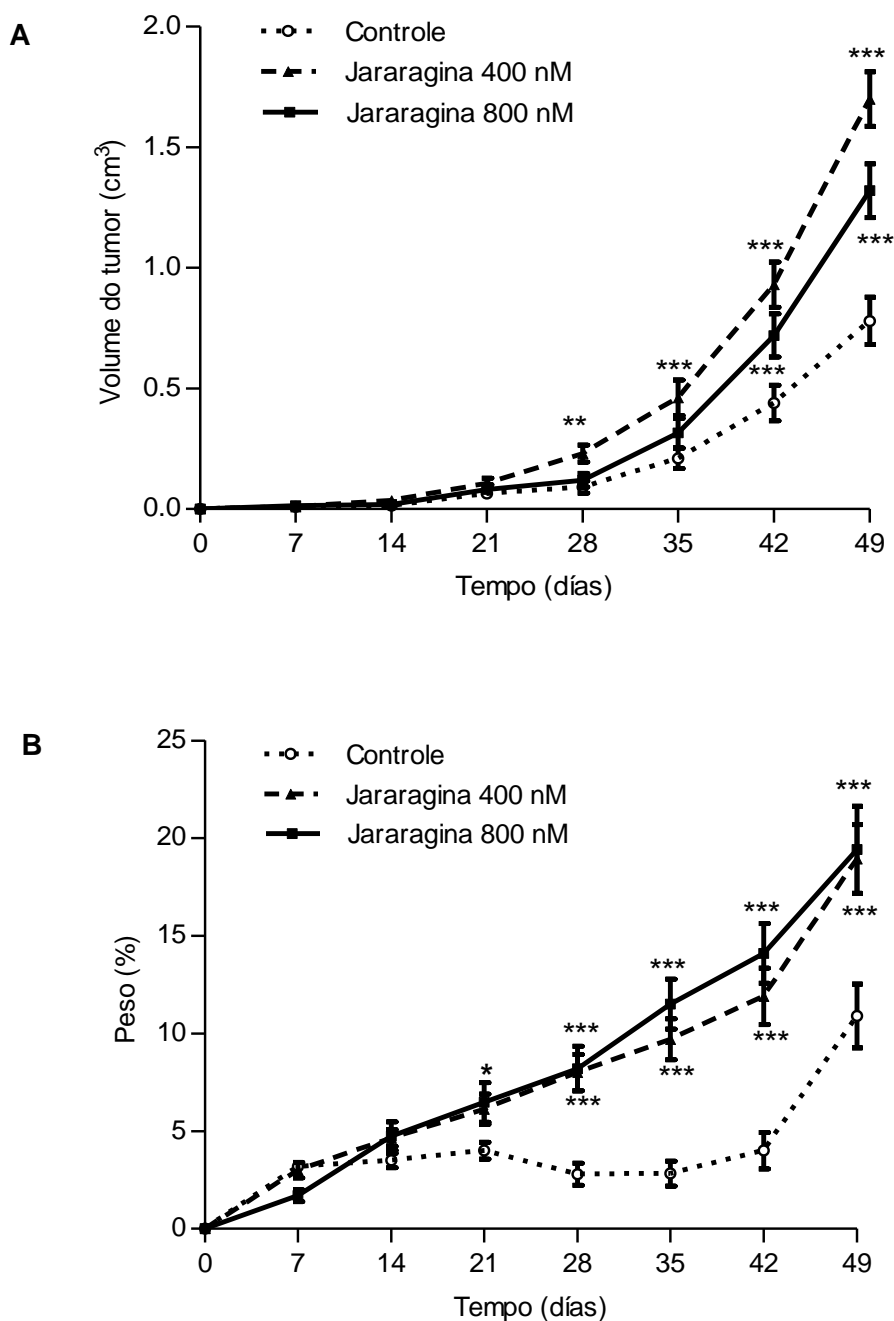 A
Controle
Jararagina 400 nM
Jararagina 800 nM
Volume do tumor (cm³)
2.0
1.5
1.0
0.5
0.0
***
***
***
***
***
**
0 7 14 21 28 35 42 49
Tempo (días)
B
Controle
Jararagina 400 nM
Jararagina 800 nM
Peso (%)
25
20
15
10
5
0
***
***
***
***
***
***
***
***
*
0 7 14 21 28 35 42 49
Tempo (días)